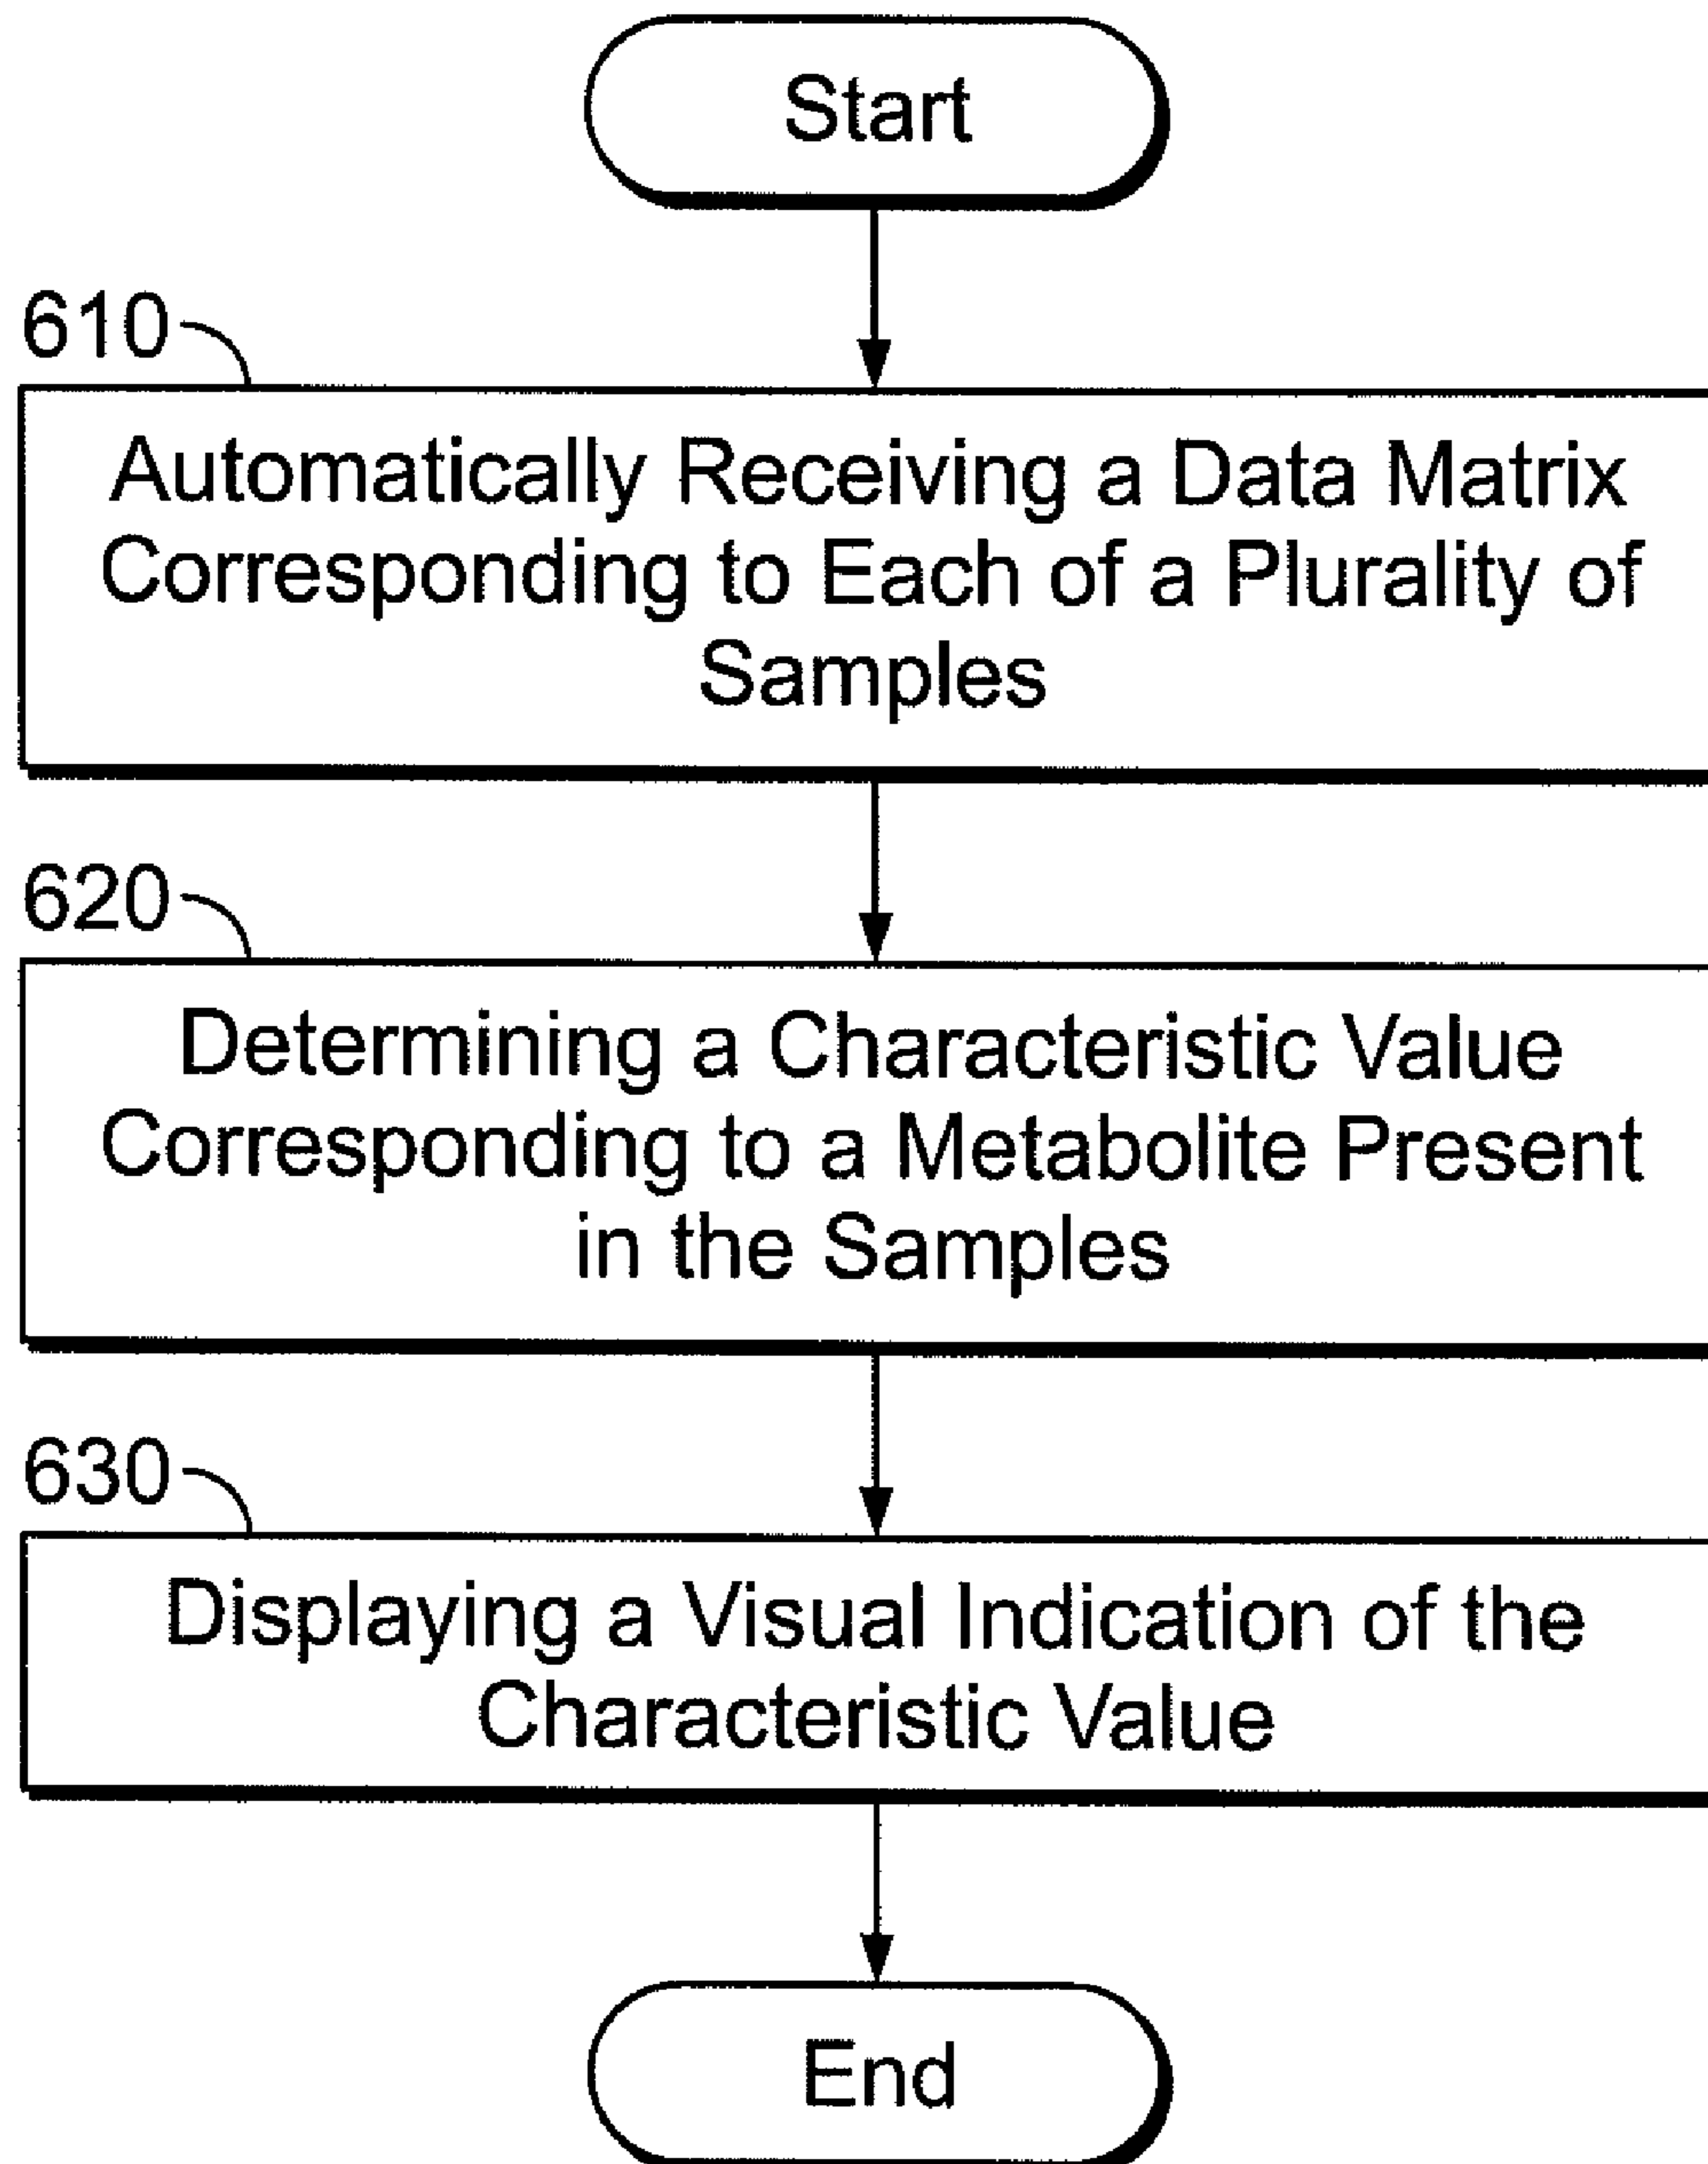 Start
610
Automatically Receiving a Data Matrix
Corresponding to Each of a Plurality of
Samples
620
Determining a Characteristic Value
Corresponding to a Metabolite Present
in the Samples
630
Displaying a Visual Indication of the
Characteristic Value
End